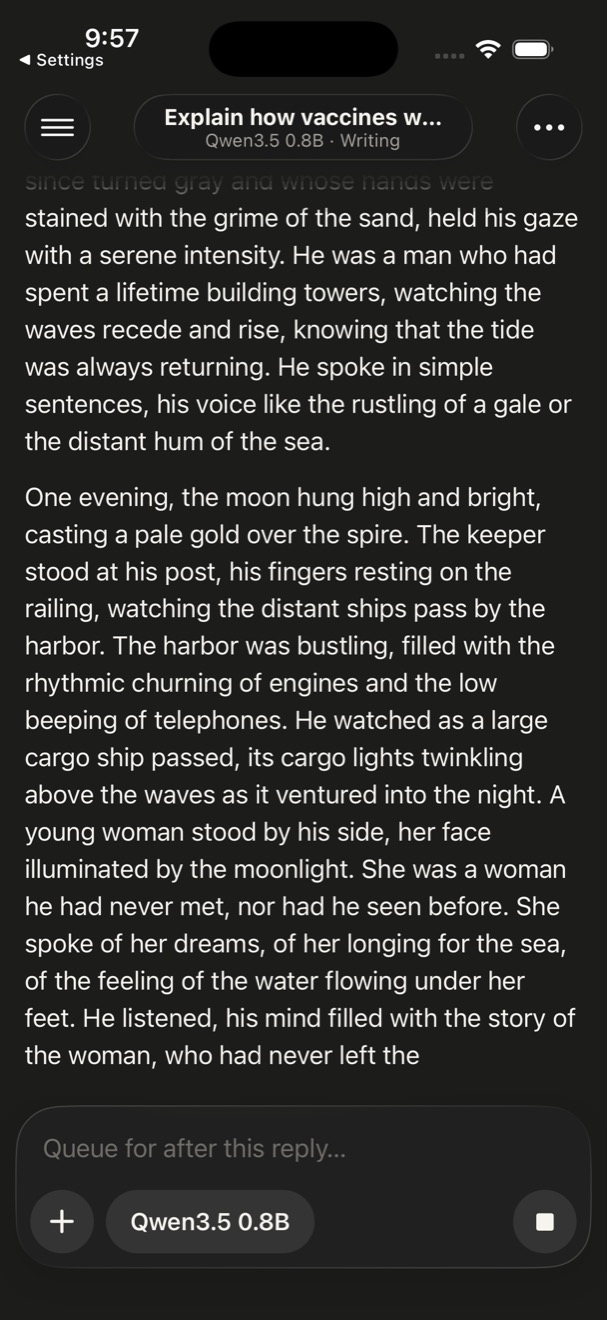 9:57
◀ Settings
Explain how vaccines w...
Qwen3.5 0.8B · Writing
since turned gray and whose hands were
stained with the grime of the sand, held his gaze
with a serene intensity. He was a man who had
spent a lifetime building towers, watching the
waves recede and rise, knowing that the tide
was always returning. He spoke in simple
sentences, his voice like the rustling of a gale or
the distant hum of the sea.
One evening, the moon hung high and bright,
casting a pale gold over the spire. The keeper
stood at his post, his fingers resting on the
railing, watching the distant ships pass by the
harbor. The harbor was bustling, filled with the
rhythmic churning of engines and the low
beeping of telephones. He watched as a large
cargo ship passed, its cargo lights twinkling
above the waves as it ventured into the night. A
young woman stood by his side, her face
illuminated by the moonlight. She was a woman
he had never met, nor had he seen before. She
spoke of her dreams, of her longing for the sea,
of the feeling of the water flowing under her
feet. He listened, his mind filled with the story of
the woman, who had never left the
Queue for after this reply...
Qwen3.5 0.8B